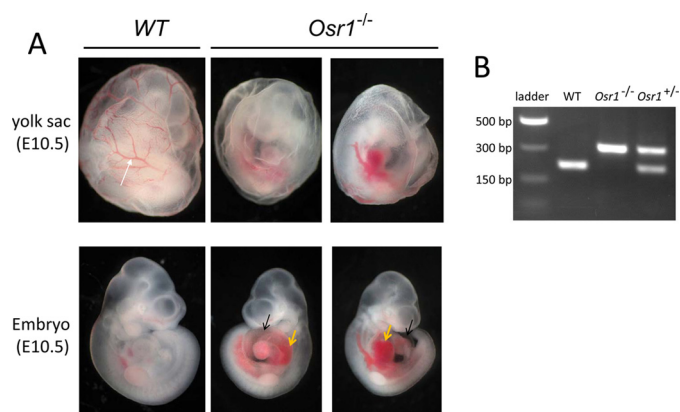 A
WT
Osr1-/-
yolk sac
(E10.5)
Embryo
(E10.5)
B
ladder
WT
Osr1-/-
Osr1+/-
500 bp
300 bp
150 bp